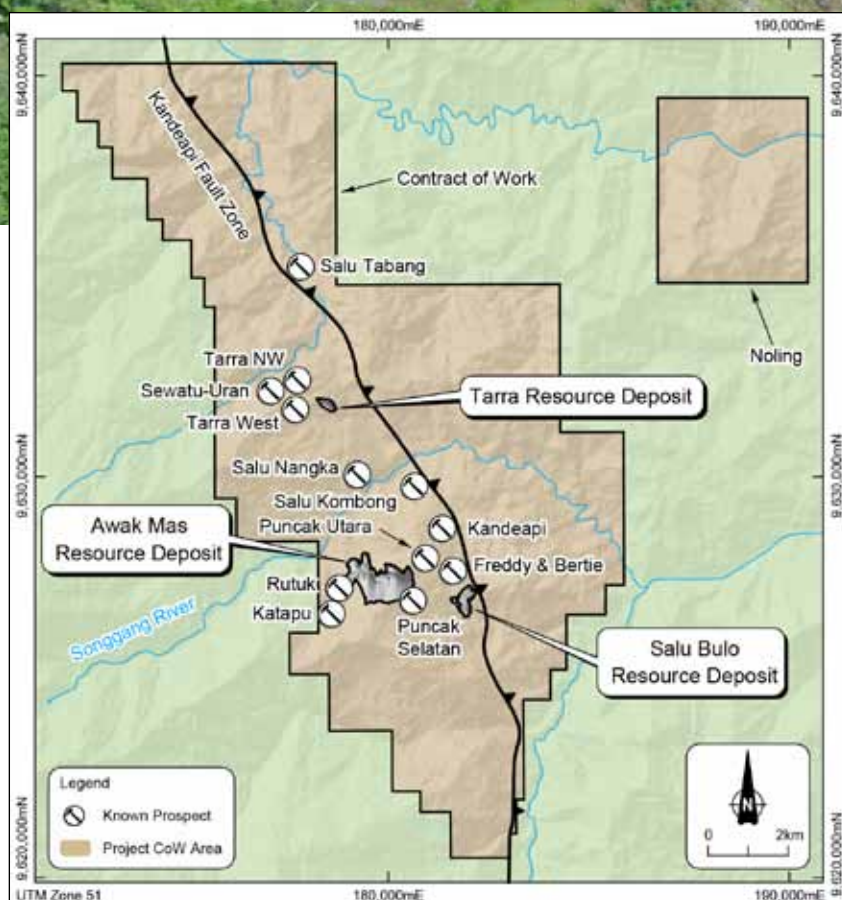 180,000mE
190,000mE
9,640,000mN
9,640,000mN
Kandeapi Fault Zone
Contract of Work
Salu Tabang
Noling
Tarra NW
Sewatu-Uran
Tarra West
Tarra Resource Deposit
Salu Nangka
9,630,000mN
9,630,000mN
Salu Kombong
Awak Mas
Resource Deposit
Puncak Utara
Kandeapi
Freddy & Bertie
Rutuki
Katapu
Puncak
Selatan
Songgang River
Salu Bulo
Resource Deposit
Legend
Known Prospect
Project CoW Area
N
0 2km
9,620,000mN
9,620,000mN
UTM Zone 51
180,000mE
190,000mE